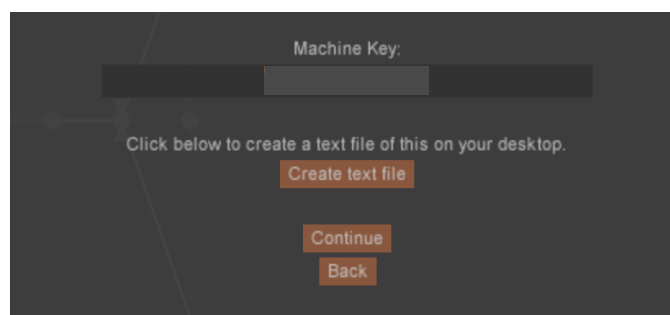 Machine Key:
Click below to create a text file of this on your desktop.
Create text file
Continue
Back